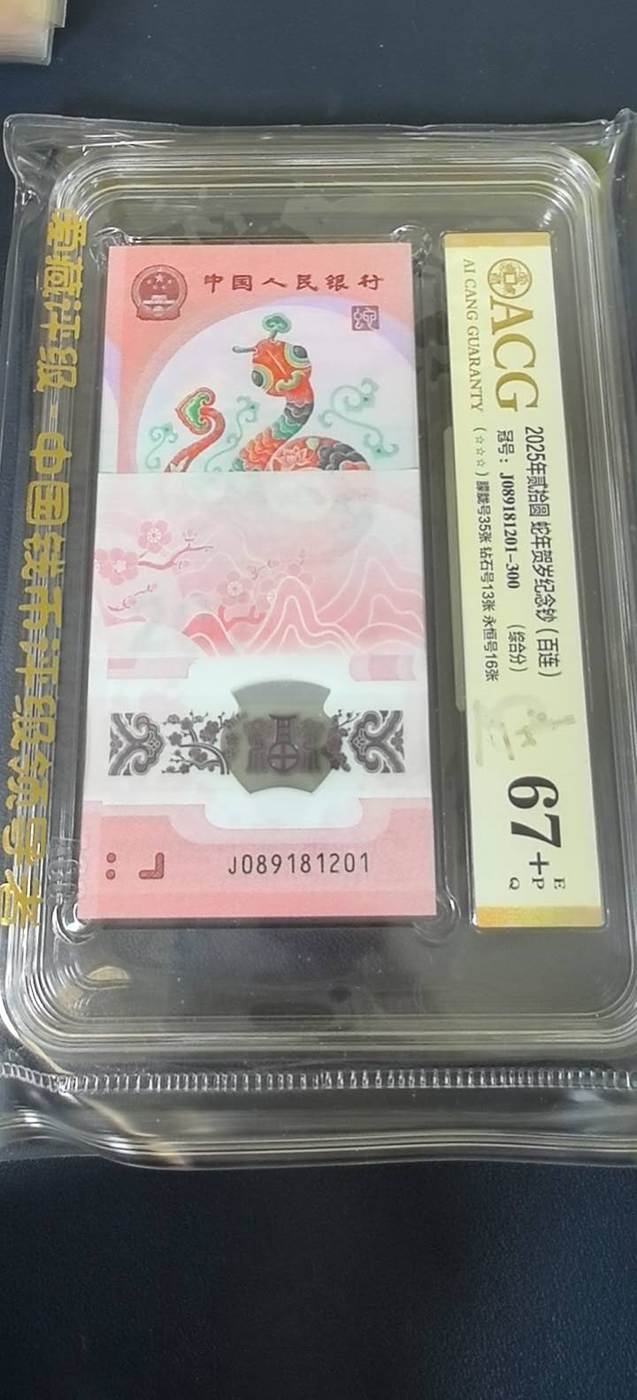 爱藏评级·中国钱币评级领导者
中国人民银行
J089181201
ACG
AI CANG GUARANTY
2025年贰拾圆 蛇年贺岁纪念钞（百连）
冠号：J089181201-300 （综合分）
（☆☆☆）朦胧号35张 钻石号13张 永恒号16张
67+
E
P
Q